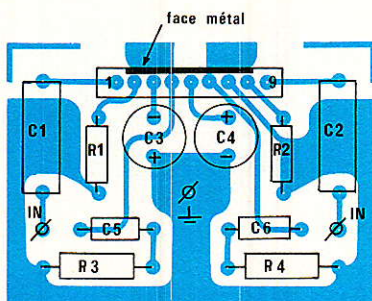 face métal
1 9
C1 R1 C3 C4 R2 C2
IN C5 C6 IN
R3 R4